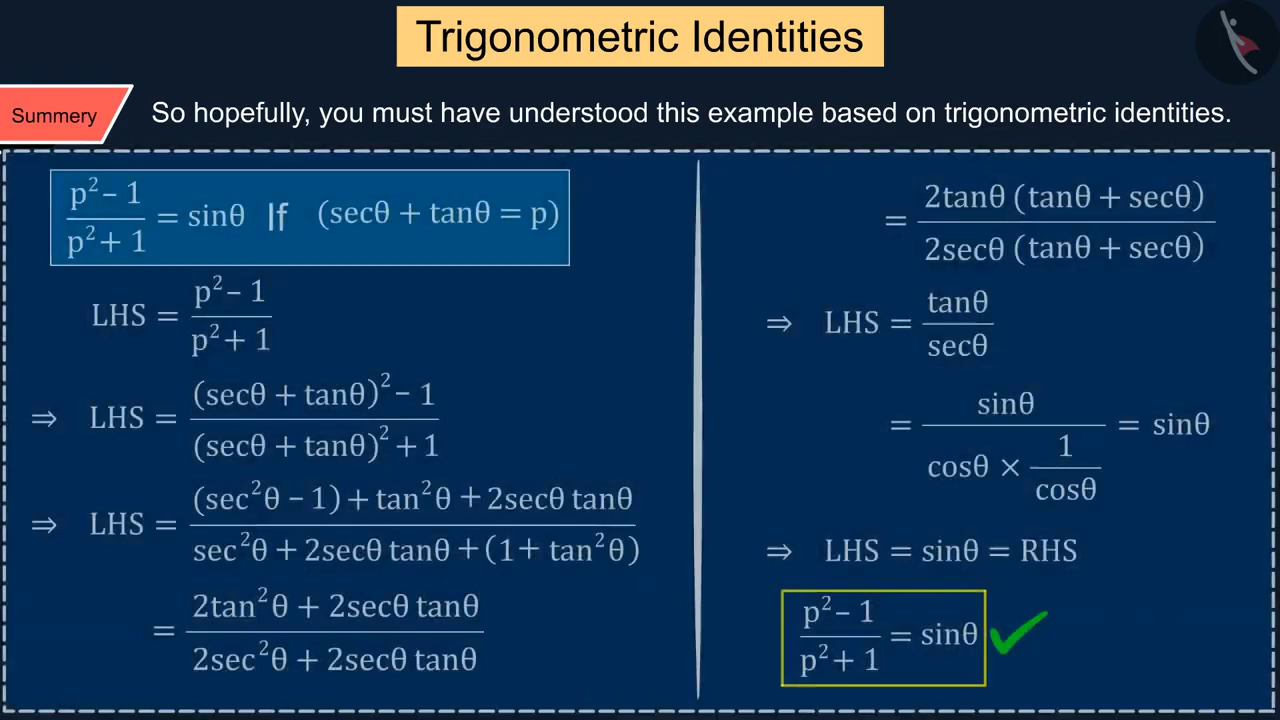 Trigonometric Identities
Summery
So hopefully, you must have understood this example based on trigonometric identities.
(p² – 1)/(p² + 1) = sinθ If (secθ + tanθ = p)
LHS = (p² – 1)/(p² + 1)
⇒ LHS = ((secθ + tanθ)² – 1)/((secθ + tanθ)² + 1)
⇒ LHS = ((sec²θ – 1) + tan²θ + 2secθ tanθ)/(sec²θ + 2secθ tanθ + (1 + tan²θ))
= (2tan²θ + 2secθ tanθ)/(2sec²θ + 2secθ tanθ)
= (2tanθ (tanθ + secθ))/(2secθ (tanθ + secθ))
⇒ LHS = tanθ/secθ
= sinθ/(cosθ × 1/cosθ) = sinθ
⇒ LHS = sinθ = RHS
(p² – 1)/(p² + 1) = sinθ